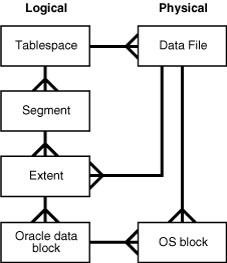 Logical
Physical
Tablespace
Data File
Segment
Extent
Oracle data
block
OS block